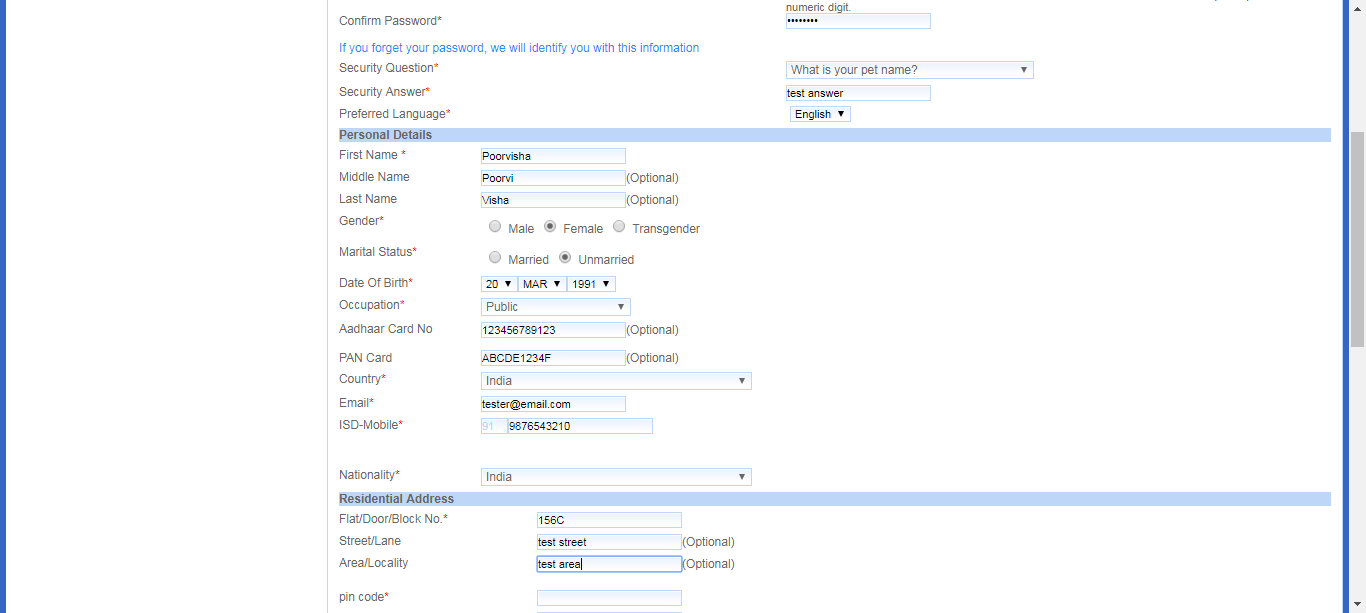 numeric digit.
Confirm Password* ••••••••
If you forget your password, we will identify you with this information
Security Question* What is your pet name?
Security Answer* test answer
Preferred Language* English
Personal Details
First Name * Poorvisha
Middle Name Poorvi (Optional)
Last Name Visha (Optional)
Gender* Male Female Transgender
Marital Status* Married Unmarried
Date Of Birth* 20 MAR 1991
Occupation* Public
Aadhaar Card No 123456789123 (Optional)
PAN Card ABCDE1234F (Optional)
Country* India
Email* tester@email.com
ISD-Mobile* 91 9876543210
Nationality* India
Residential Address
Flat/Door/Block No.* 156C
Street/Lane test street (Optional)
Area/Locality test area (Optional)
pin code*